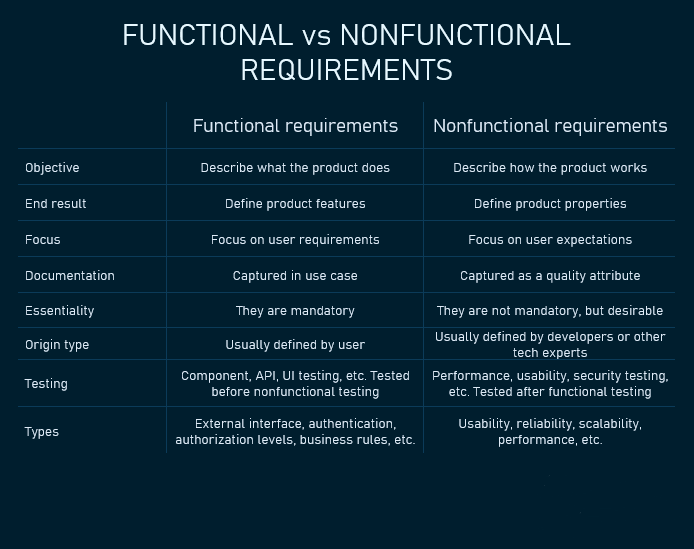 FUNCTIONAL vs NONFUNCTIONAL
REQUIREMENTS
Functional requirements
Nonfunctional requirements
Objective
Describe what the product does
Describe how the product works
End result
Define product features
Define product properties
Focus
Focus on user requirements
Focus on user expectations
Documentation
Captured in use case
Captured as a quality attribute
Essentiality
They are mandatory
They are not mandatory, but desirable
Origin type
Usually defined by user
Usually defined by developers or other
tech experts
Testing
Component, API, UI testing, etc. Tested
before nonfunctional testing
Performance, usability, security testing,
etc. Tested after functional testing
Types
External interface, authentication,
authorization levels, business rules, etc.
Usability, reliability, scalability,
performance, etc.